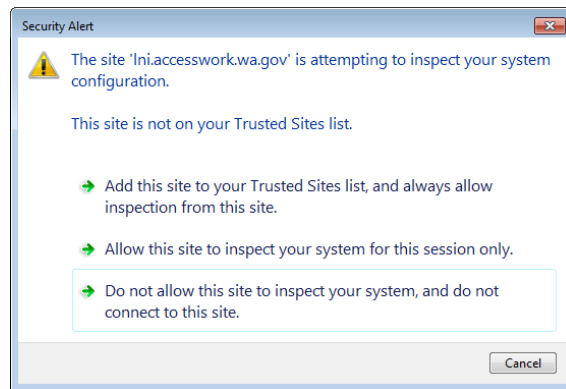 Security Alert
The site 'lni.accesswork.wa.gov' is attempting to inspect your system
configuration.
This site is not on your Trusted Sites list.
Add this site to your Trusted Sites list, and always allow
inspection from this site.
Allow this site to inspect your system for this session only.
Do not allow this site to inspect your system, and do not
connect to this site.
Cancel